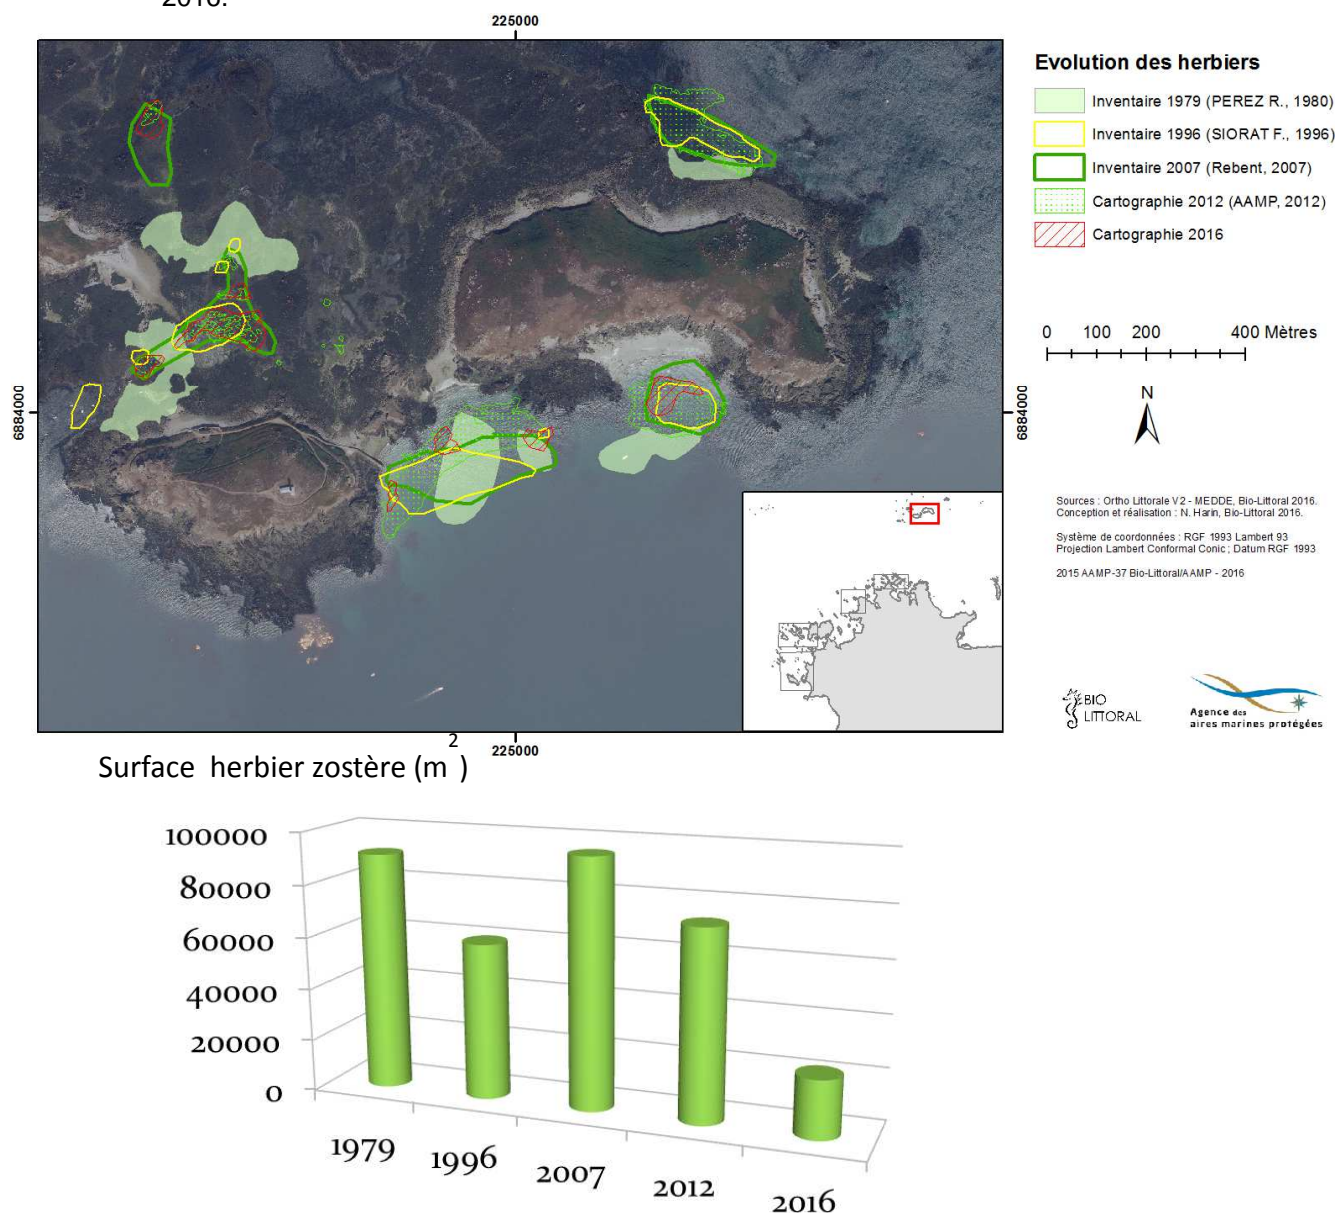 2016.
225000
6884000
6884000
225000
Evolution des herbiers
Inventaire 1979 (PEREZ R., 1980)
Inventaire 1996 (SIORAT F., 1996)
Inventaire 2007 (Rebent, 2007)
Cartographie 2012 (AAMP, 2012)
Cartographie 2016
0 100 200 400 Mètres
N
Sources : Ortho Littorale V2 - MEDDE, Bio-Littoral 2016.
Conception et réalisation : N. Harin, Bio-Littoral 2016.
Système de coordonnées : RGF 1993 Lambert 93
Projection Lambert Conformal Conic ; Datum RGF 1993
2015 AAMP-37 Bio-Littoral/AAMP - 2016
BIO
LITTORAL
Agence des
aires marines protégées
Surface herbier zostère (m2)
100000
80000
60000
40000
20000
0
1979
1996
2007
2012
2016